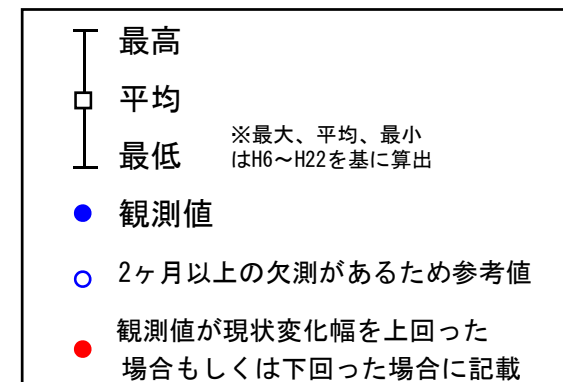 最高
平均
最低
※最大、平均、最小
はH6～H22を基に算出
観測値
2ヶ月以上の欠測があるため参考値
観測値が現状変化幅を上回った
場合もしくは下回った場合に記載